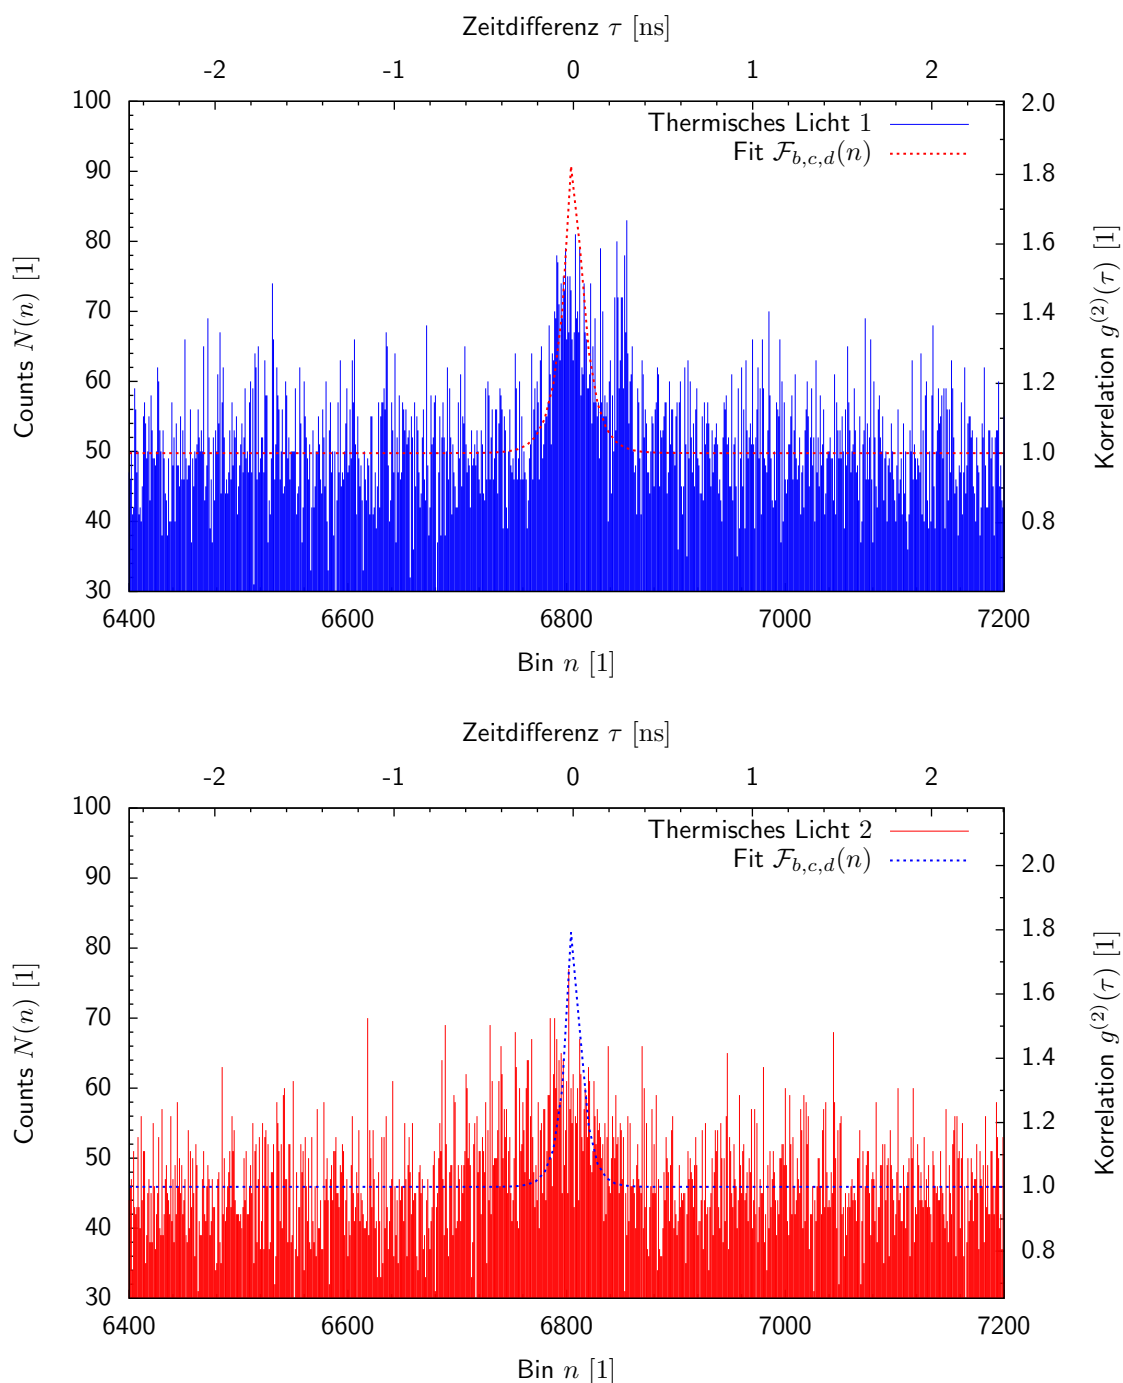 Zeitdifferenz τ [ns]
-2 -1 0 1 2
Thermisches Licht 1
Fit 𝓕b,c,d(n)
100
90
80
70
60
50
40
30
Counts N(n) [1]
2.0
1.8
1.6
1.4
1.2
1.0
0.8
Korrelation g⁽²⁾(τ) [1]
6400 6600 6800 7000 7200
Bin n [1]
Zeitdifferenz τ [ns]
-2 -1 0 1 2
Thermisches Licht 2
Fit 𝓕b,c,d(n)
100
90
80
70
60
50
40
30
Counts N(n) [1]
2.0
1.8
1.6
1.4
1.2
1.0
0.8
Korrelation g⁽²⁾(τ) [1]
6400 6600 6800 7000 7200
Bin n [1]